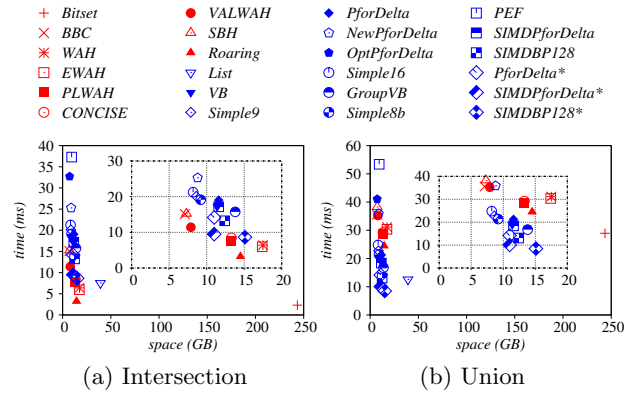 Bitset VALWAH PforDelta PEF
BBC SBH NewPforDelta SIMDPforDelta
WAH Roaring OptPforDelta SIMDBP128
EWAH List Simple16 PforDelta*
PLWAH VB GroupVB SIMDPforDelta*
CONCISE Simple9 Simple8b SIMDBP128*
time (ms)
40
35
30
25
20
15
10
5
0
0 50 100 150 200 250
space (GB)
30
20
10
0
0 5 10 15 20
(a) Intersection
time (ms)
60
50
40
30
20
10
0
0 50 100 150 200 250
space (GB)
40
30
20
10
0
0 5 10 15 20
(b) Union